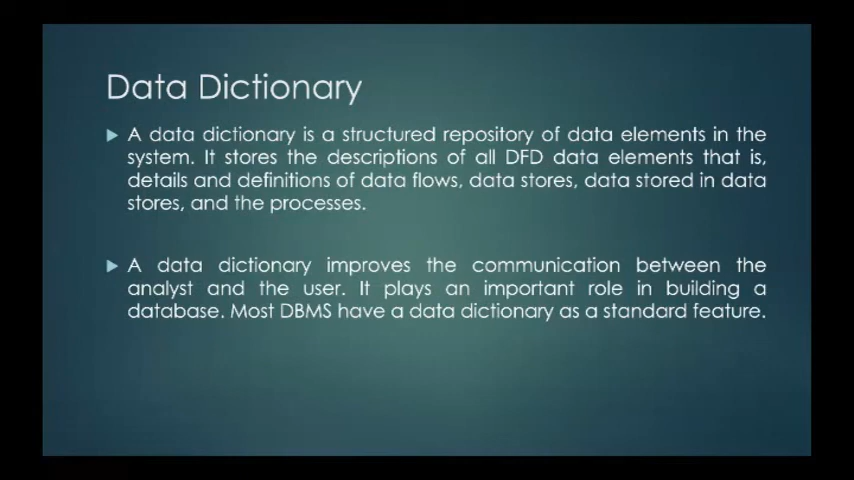 Data Dictionary
A data dictionary is a structured repository of data elements in the
system. It stores the descriptions of all DFD data elements that is,
details and definitions of data flows, data stores, data stored in data
stores, and the processes.
A data dictionary improves the communication between the
analyst and the user. It plays an important role in building a
database. Most DBMS have a data dictionary as a standard feature.